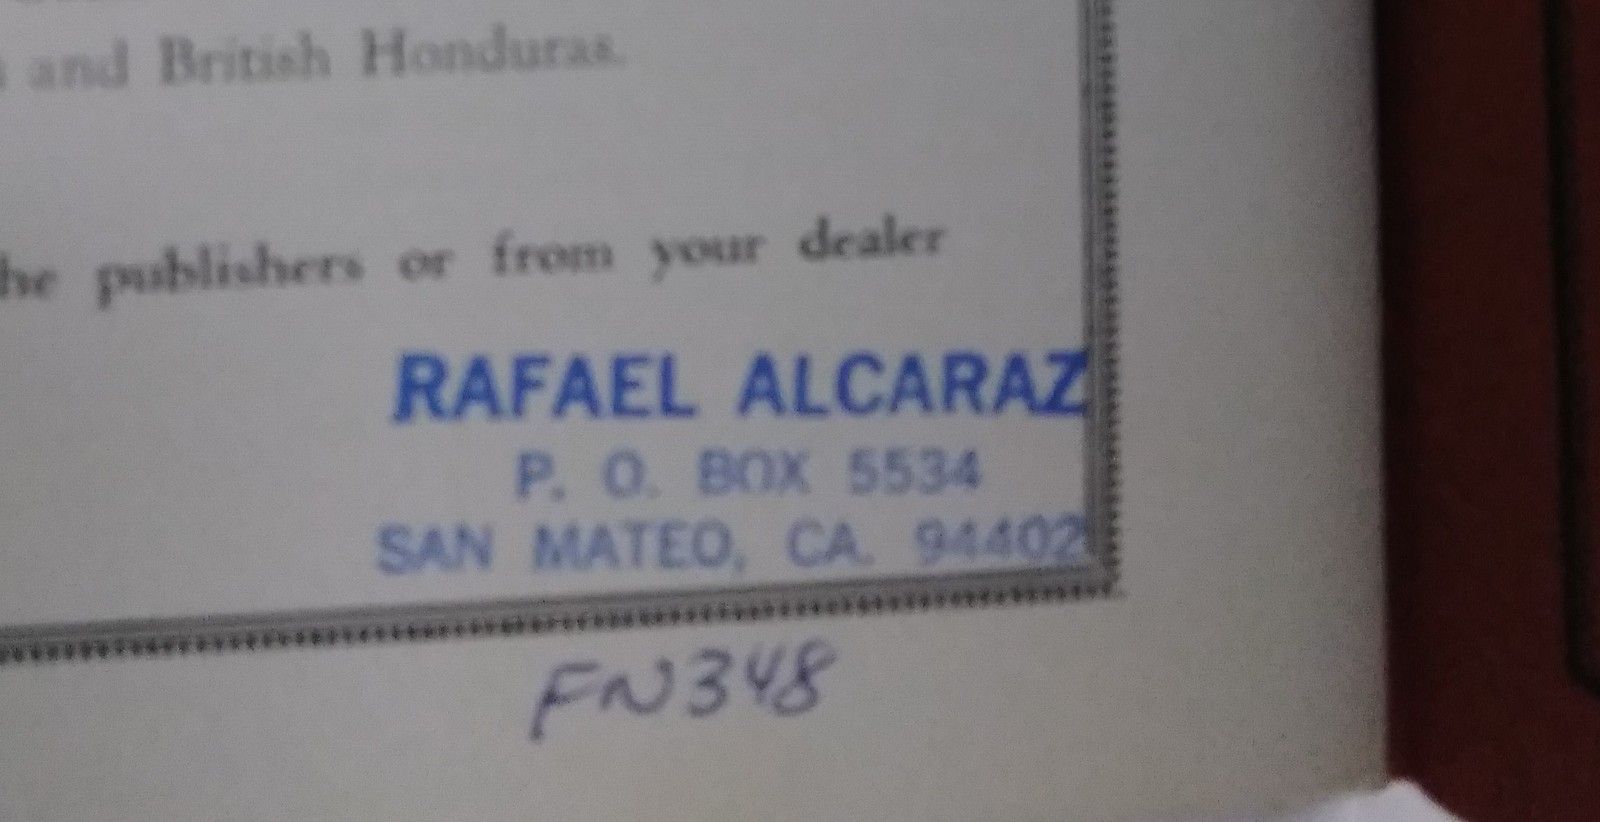 and British Honduras.
he publishers or from your dealer
RAFAEL ALCARAZ
P. O. BOX 5534
SAN MATEO, CA. 94402
FN348